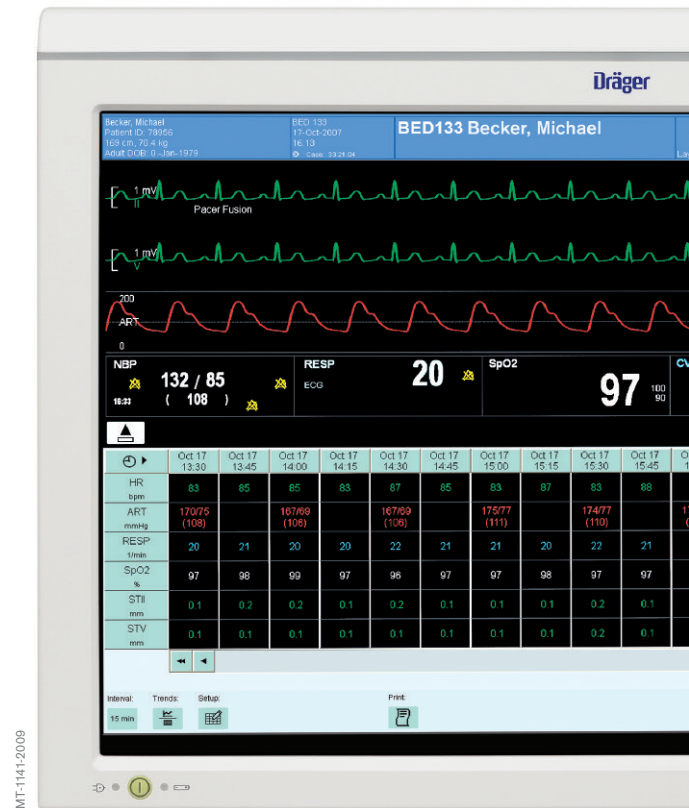 Dräger
Becker, Michael
Patient ID: 78956
169 cm, 70.4 kg
Adult DOB: 0 -Jan-1979
BED 133
17-Oct-2007
16:13
Case 33:21:04
BED133 Becker, Michael
1 mV
II
Pacer Fusion
1 mV
V
200
ART
0
NBP
132 / 85
( 108 )
RESP
ECG
20
SpO2
97
100
90
CV
Oct 17 Oct 17 Oct 17 Oct 17 Oct 17 Oct 17 Oct 17 Oct 17 Oct 17 Oct 17
13:30 13:45 14:00 14:15 14:30 14:45 15:00 15:15 15:30 15:45
HR 83 85 85 83 87 85 83 87 83 88
bpm
ART 170/75 167/69 167/69 175/77 174/77
mmHg (108) (106) (106) (111) (110)
RESP 20 21 20 20 22 21 21 20 22 21
1/min
SpO2 97 98 99 97 96 97 97 98 97 97
%
STII 0.1 0.2 0.2 0.1 0.2 0.1 0.1 0.1 0.2 0.1
mm
STV 0.1 0.1 0.1 0.1 0.1 0.1 0.1 0.1 0.2 0.1
mm
Interval: Trends: Setup: Print:
15 min
MT-1141-2009